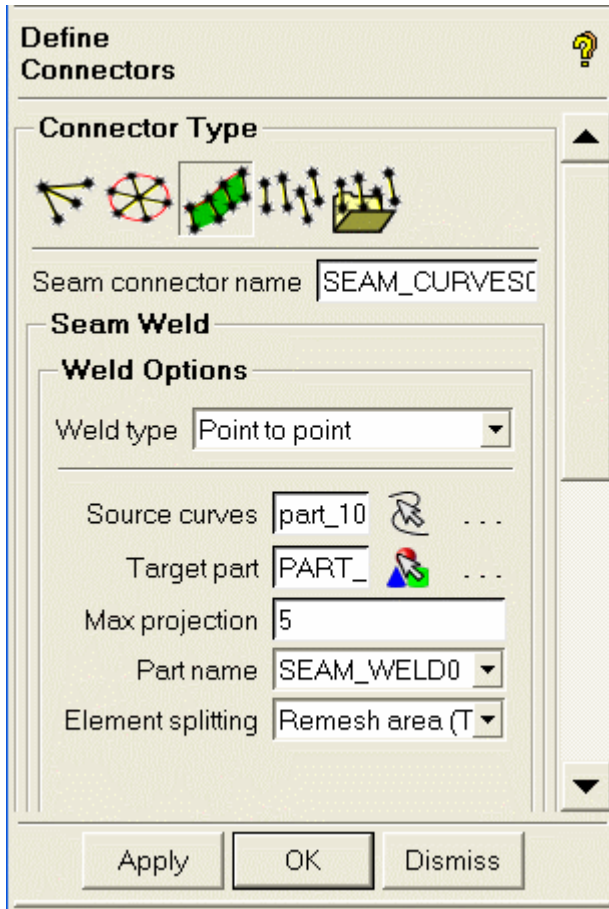 Define
Connectors
Connector Type
Seam connector name SEAM_CURVES
Seam Weld
Weld Options
Weld type Point to point
Source curves part_10 ...
Target part PART_ ...
Max projection 5
Part name SEAM_WELD0
Element splitting Remesh area (T
Apply OK Dismiss